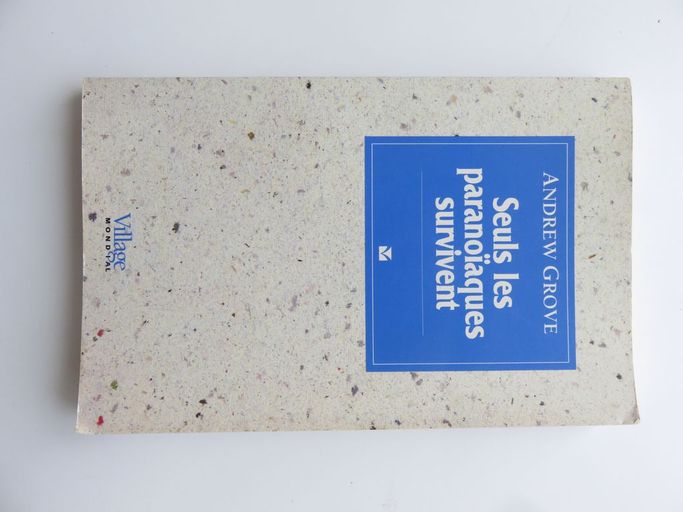 ANDREW GROVE
Seuls les
paranoïaques
survivent
Village
MONDIAL